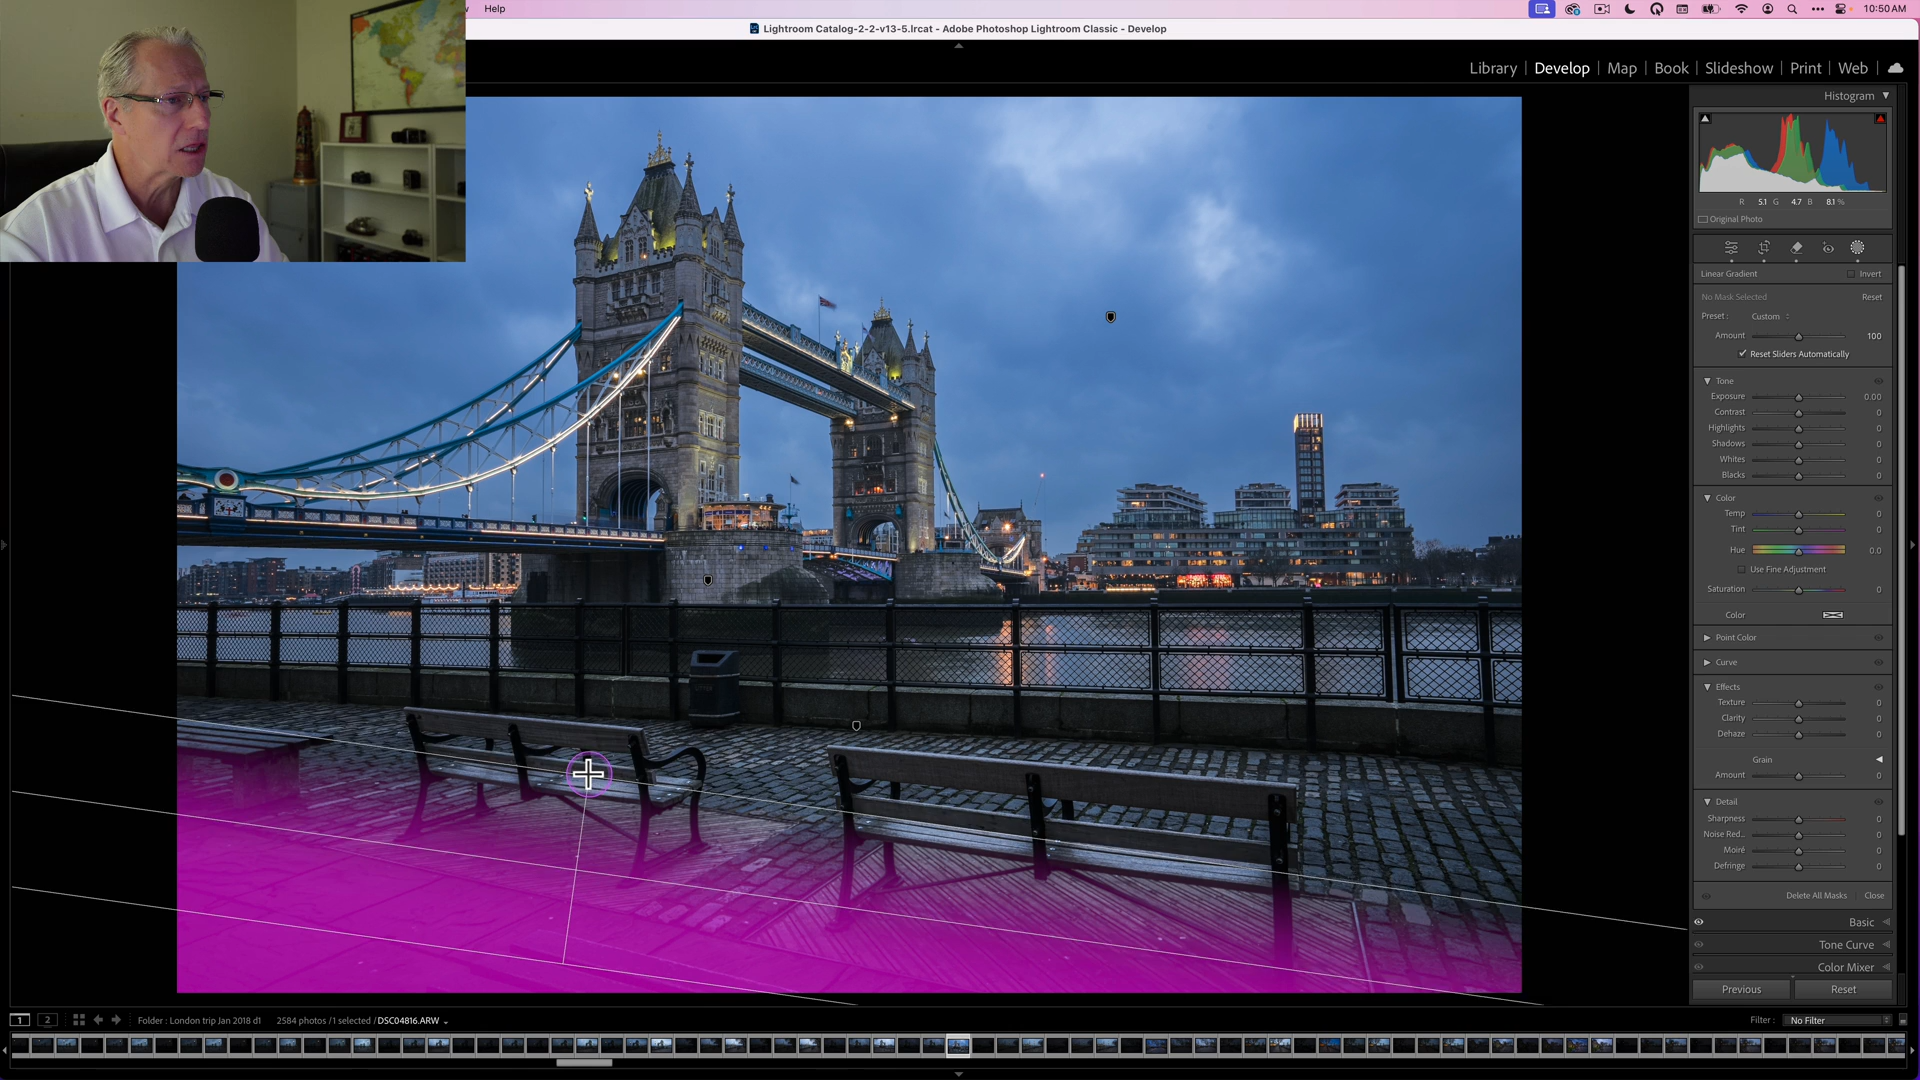 Help
10:50 AM
Lightroom Catalog-2-2-v13-5.lrcat - Adobe Photoshop Lightroom Classic - Develop
Library | Develop | Map | Book | Slideshow | Print | Web
Histogram
R 5.1 G 4.7 B 8.1 %
Original Photo
Linear Gradient
Invert
No Mask Selected
Reset
Preset : Custom
Amount 100
Reset Sliders Automatically
Tone
Exposure 0.00
Contrast 0
Highlights 0
Shadows 0
Whites 0
Blacks 0
Color
Temp 0
Tint 0
Hue 0.0
Use Fine Adjustment
Saturation 0
Color
Point Color
Curve
Effects
Texture 0
Clarity 0
Dehaze 0
Grain
Amount 0
Detail
Sharpness 0
Noise Red... 0
Moiré 0
Defringe 0
Delete All Masks Close
Basic
Tone Curve
Color Mixer
Previous Reset
1 2 Folder : London trip Jan 2018 d1 2584 photos / 1 selected / DSC04816.ARW
Filter : No Filter